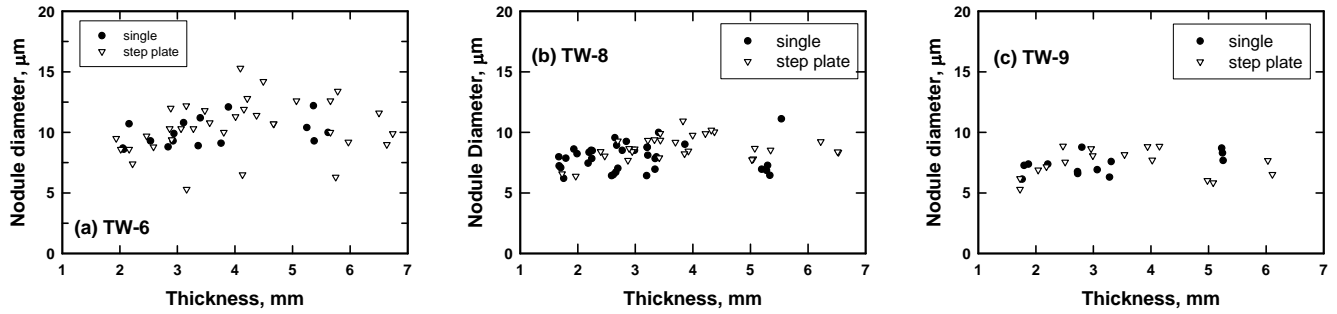 20
15
10
5
0
Nodule diameter, μm
single
step plate
(a) TW-6
1 2 3 4 5 6 7
Thickness, mm
20
15
10
5
0
Nodule Diameter, μm
(b) TW-8
single
step plate
1 2 3 4 5 6 7
Thickness, mm
20
15
10
5
0
Nodule diameter, μm
(c) TW-9
single
step plate
1 2 3 4 5 6 7
Thickness, mm